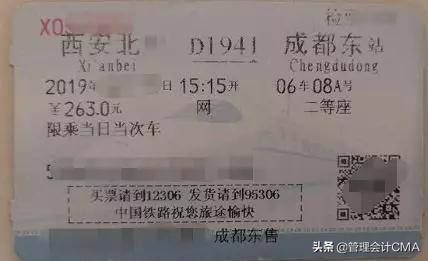 XO
检
西安北 D1941 成都东站
Xi'anbei Chengdudong
2019年 日 15:15开 06车08A号
¥263.0元 网 二等座
限乘当日当次车
5
买票请到12306 发货请到95306
中国铁路祝您旅途愉快
成都东售
头条 @管理会计CMA